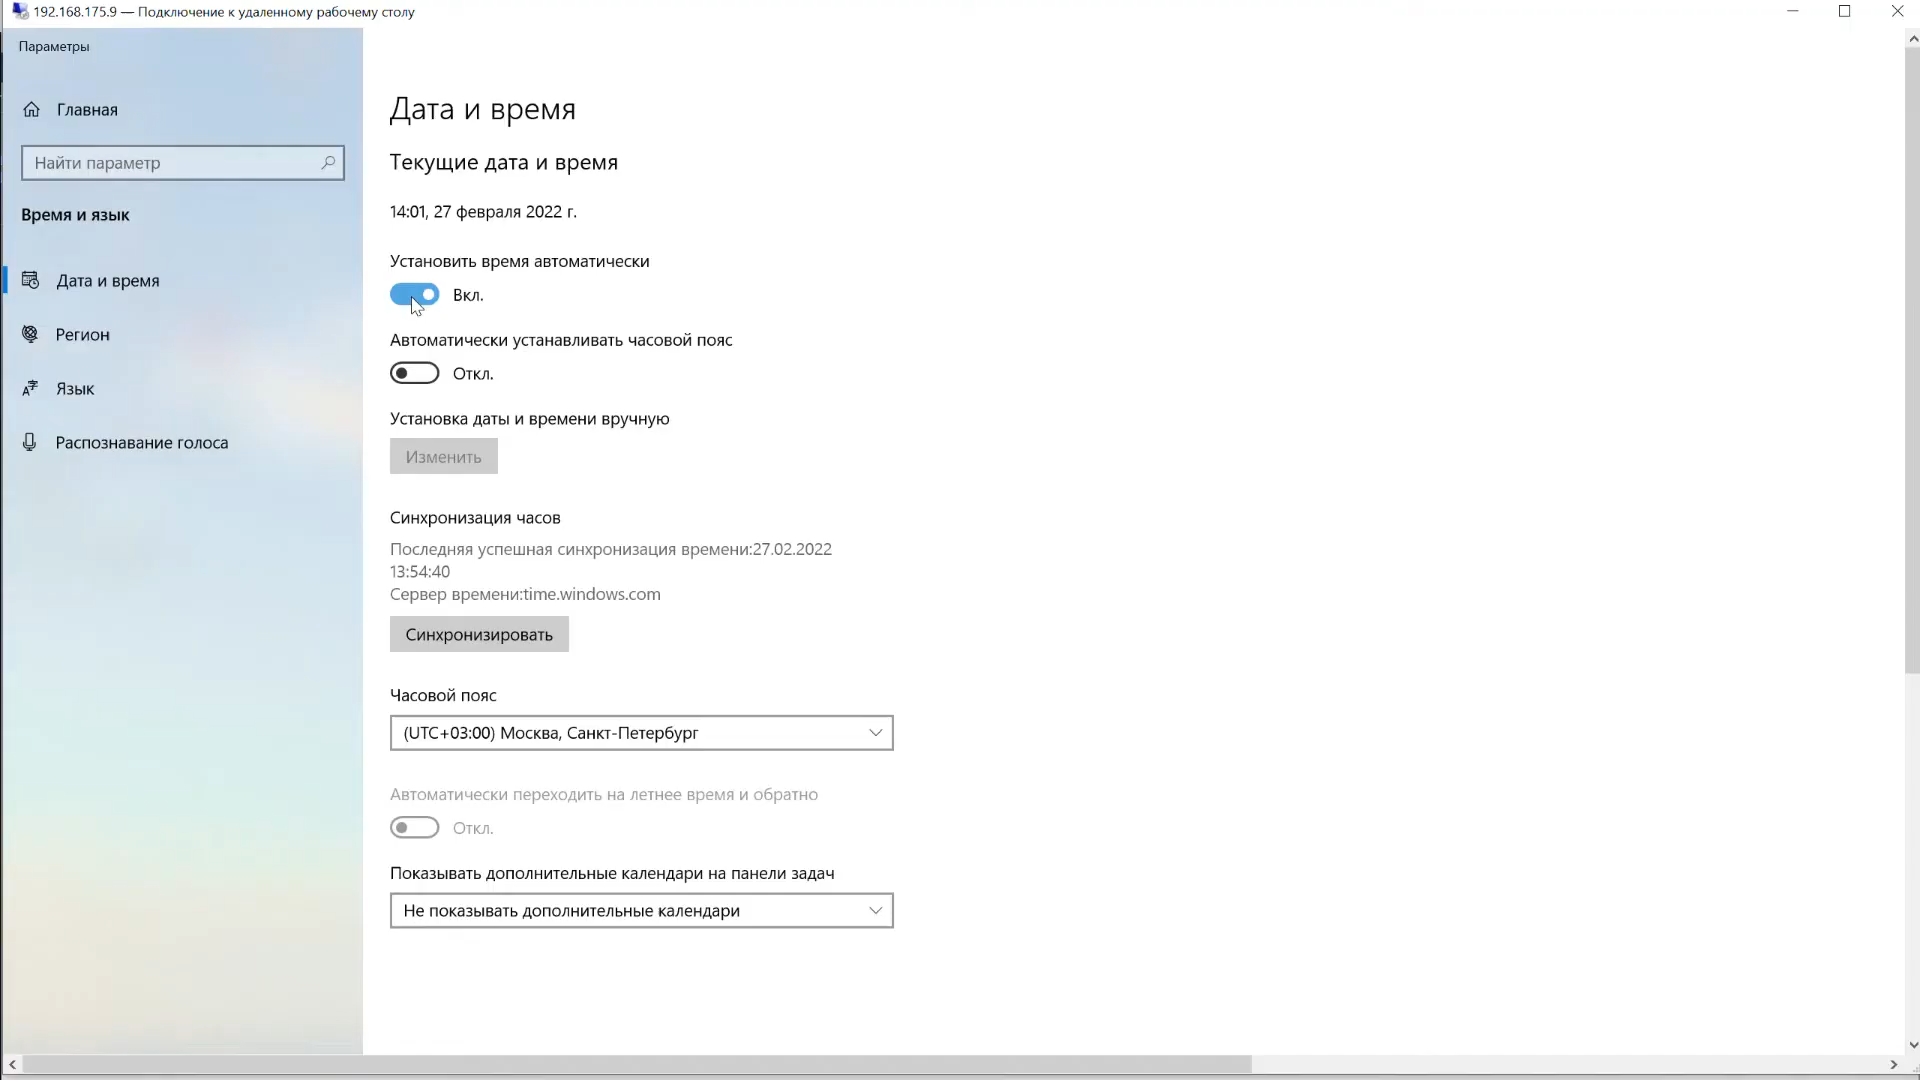 192.168.175.9 — Подключение к удаленному рабочему столу
Параметры
Главная
Найти параметр
Время и язык
Дата и время
Регион
Язык
Распознавание голоса
Дата и время
Текущие дата и время
14:01, 27 февраля 2022 г.
Установить время автоматически
Вкл.
Автоматически устанавливать часовой пояс
Откл.
Установка даты и времени вручную
Изменить
Синхронизация часов
Последняя успешная синхронизация времени:27.02.2022
13:54:40
Сервер времени:time.windows.com
Синхронизировать
Часовой пояс
(UTC+03:00) Москва, Санкт-Петербург
Автоматически переходить на летнее время и обратно
Откл.
Показывать дополнительные календари на панели задач
Не показывать дополнительные календари